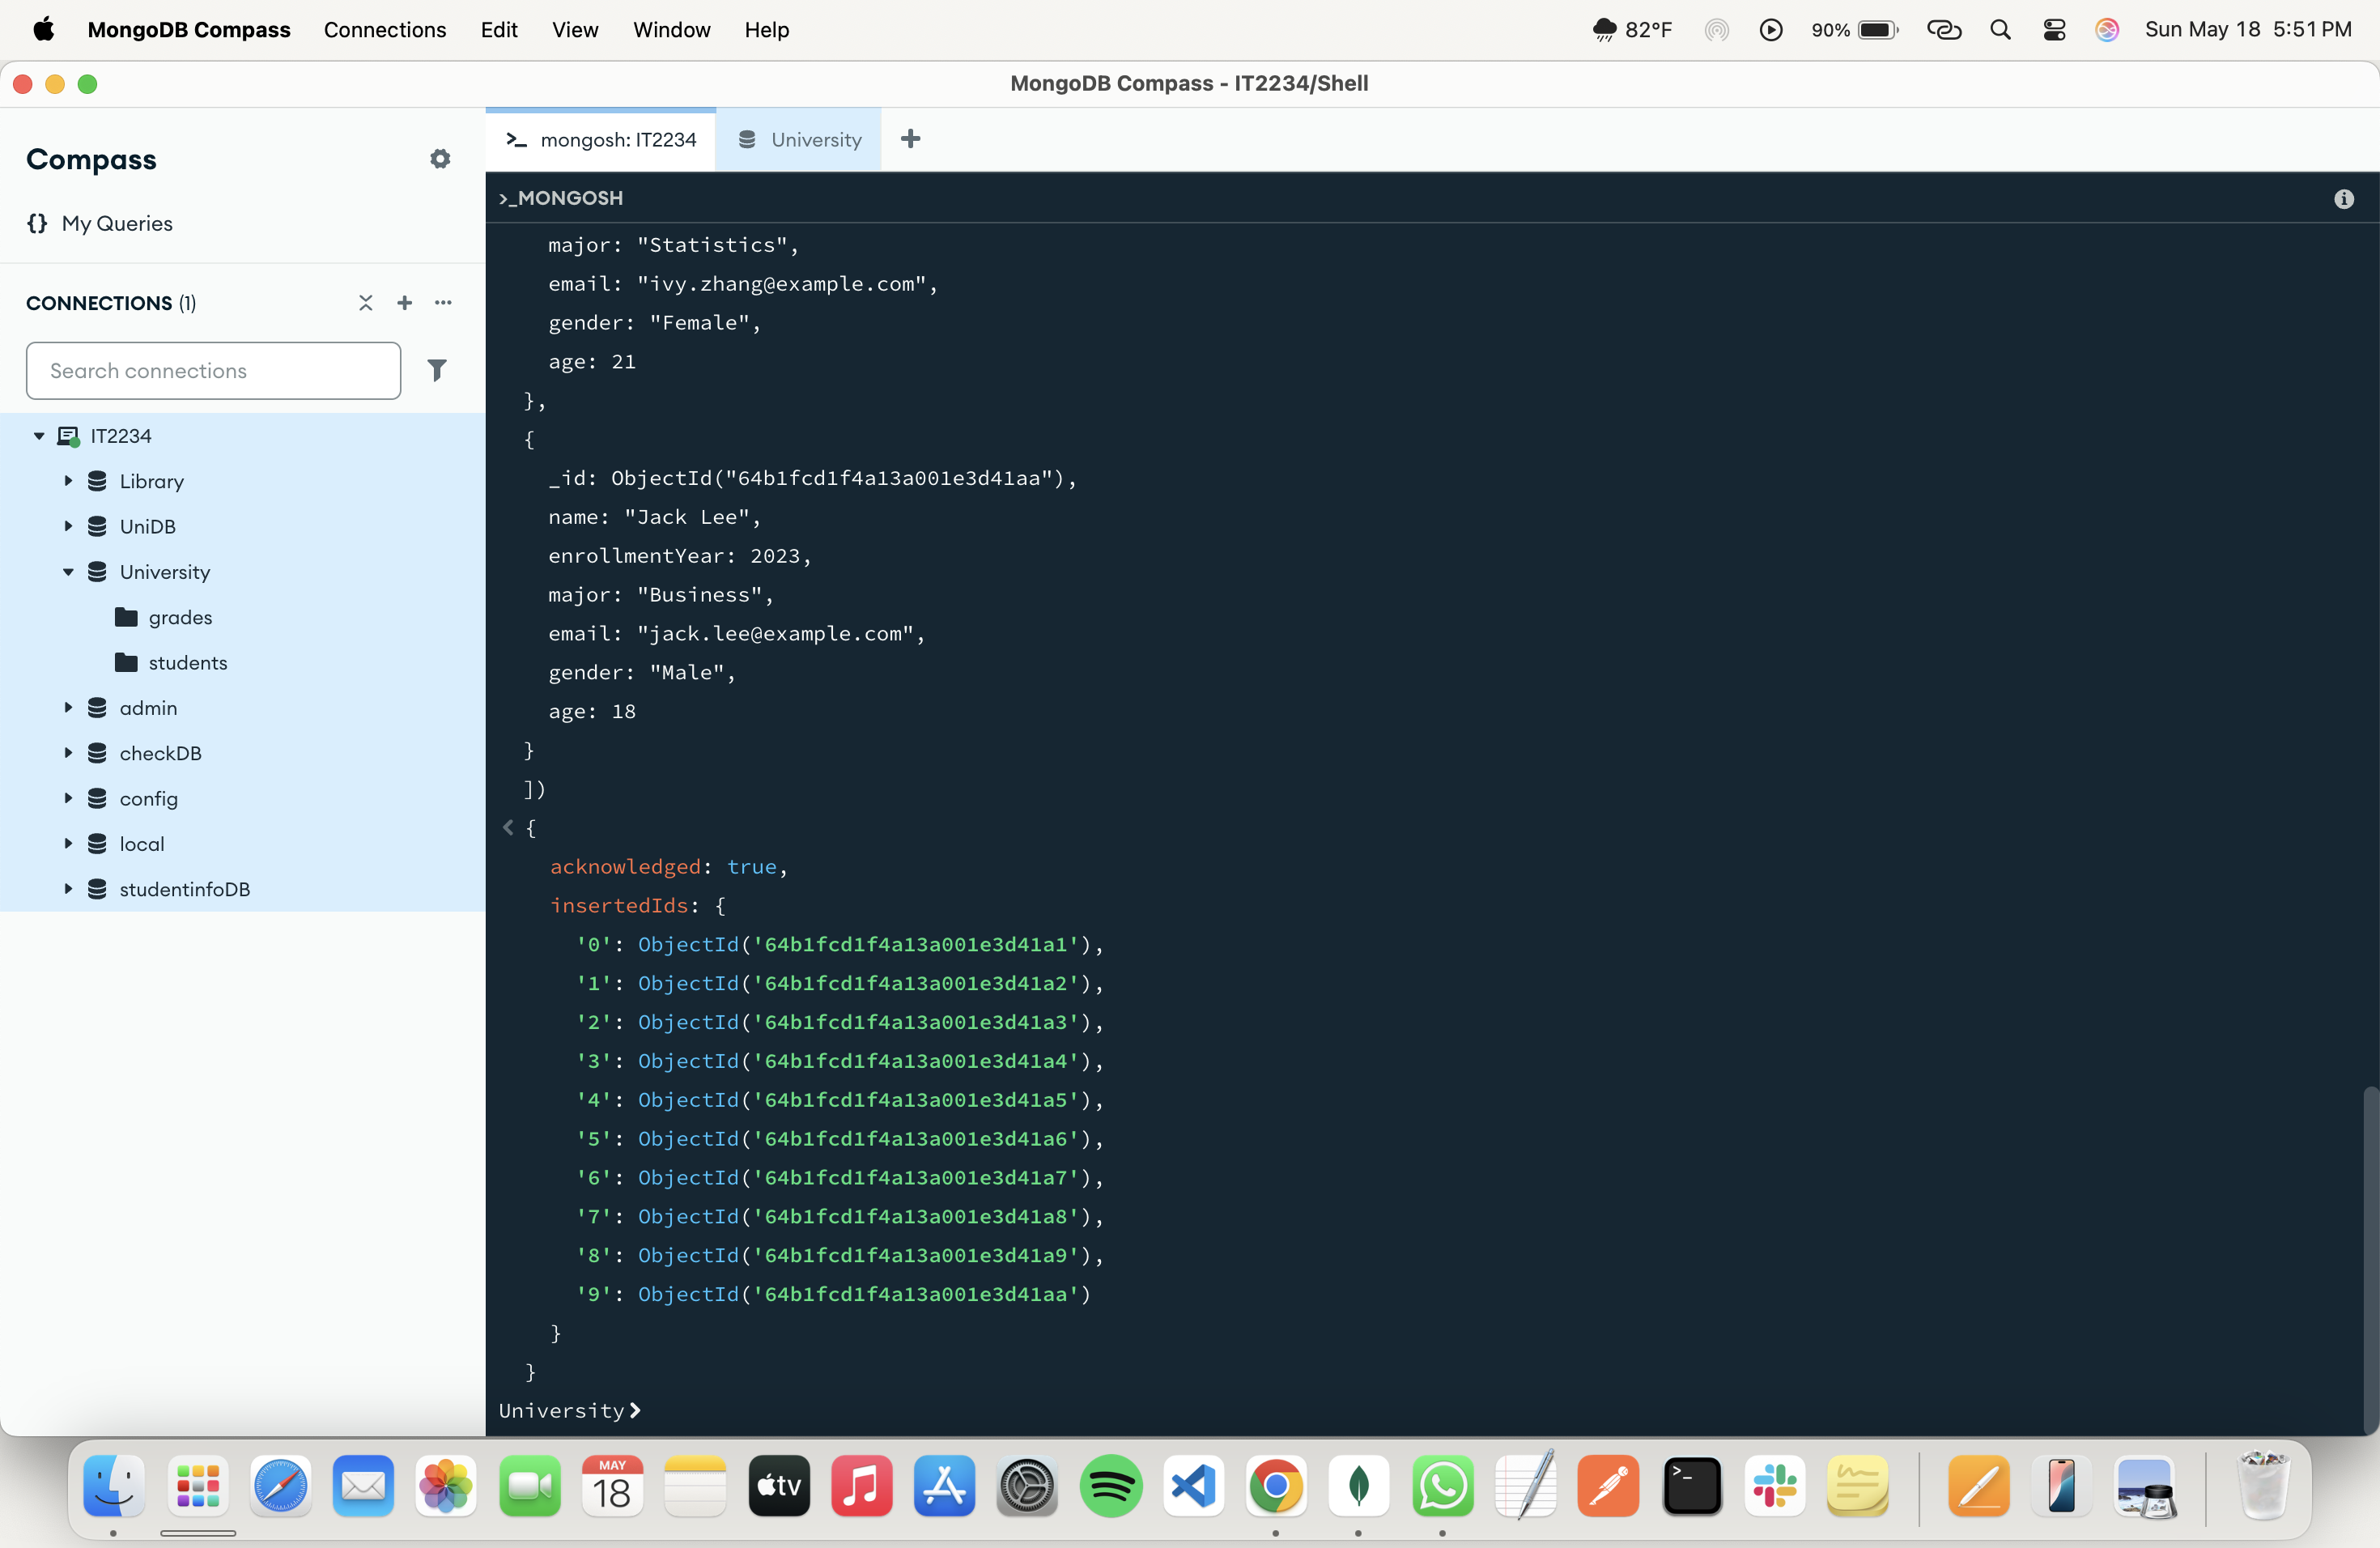 MongoDB Compass Connections Edit View Window Help 82°F 90% Sun May 18 5:51 PM
MongoDB Compass - IT2234/Shell
Compass
My Queries
CONNECTIONS (1)
Search connections
IT2234
Library
UniDB
University
grades
students
admin
checkDB
config
local
studentinfoDB
>_ mongosh: IT2234 University +
>_MONGOSH
major: "Statistics",
email: "ivy.zhang@example.com",
gender: "Female",
age: 21
},
{
_id: ObjectId("64b1fcd1f4a13a001e3d41aa"),
name: "Jack Lee",
enrollmentYear: 2023,
major: "Business",
email: "jack.lee@example.com",
gender: "Male",
age: 18
}
])
< {
acknowledged: true,
insertedIds: {
'0': ObjectId('64b1fcd1f4a13a001e3d41a1'),
'1': ObjectId('64b1fcd1f4a13a001e3d41a2'),
'2': ObjectId('64b1fcd1f4a13a001e3d41a3'),
'3': ObjectId('64b1fcd1f4a13a001e3d41a4'),
'4': ObjectId('64b1fcd1f4a13a001e3d41a5'),
'5': ObjectId('64b1fcd1f4a13a001e3d41a6'),
'6': ObjectId('64b1fcd1f4a13a001e3d41a7'),
'7': ObjectId('64b1fcd1f4a13a001e3d41a8'),
'8': ObjectId('64b1fcd1f4a13a001e3d41a9'),
'9': ObjectId('64b1fcd1f4a13a001e3d41aa')
}
}
University>
MAY
18
tv